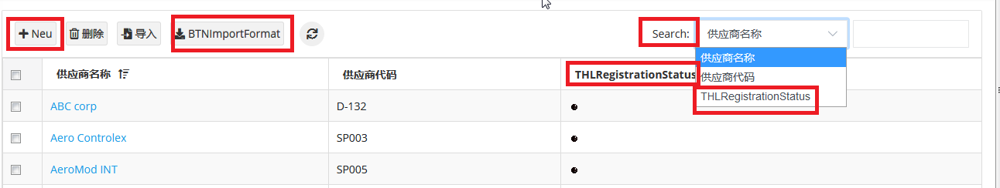 Neu 删除 导入 BTNImportFormat Search: 供应商名称
供应商名称 供应商代码 THLRegistrationStatus
供应商名称
供应商代码
THLRegistrationStatus
ABC corp D-132
Aero Controlex SP003
AeroMod INT SP005